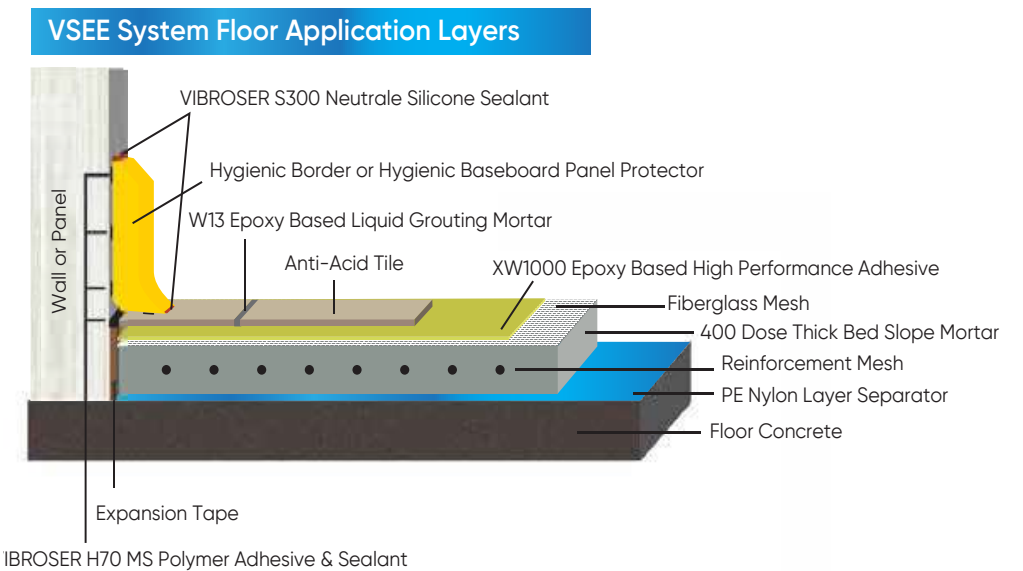 VSEE System Floor Application Layers
VIBROSER S300 Neutrale Silicone Sealant
Hygienic Border or Hygienic Baseboard Panel Protector
Wall or Panel
W13 Epoxy Based Liquid Grouting Mortar
Anti-Acid Tile
XW1000 Epoxy Based High Performance Adhesive
Fiberglass Mesh
400 Dose Thick Bed Slope Mortar
Reinforcement Mesh
PE Nylon Layer Separator
Floor Concrete
Expansion Tape
IBROSER H70 MS Polymer Adhesive & Sealant